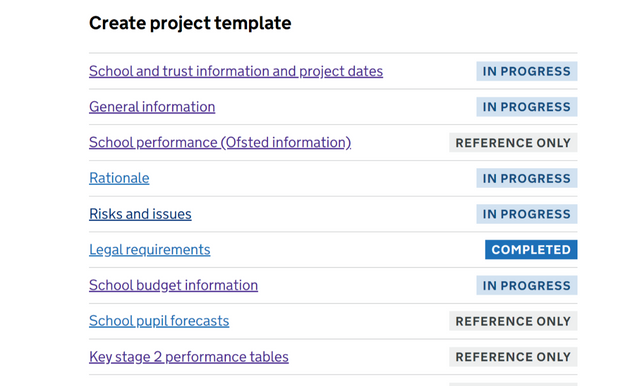 Create project template
School and trust information and project dates IN PROGRESS
General information IN PROGRESS
School performance (Ofsted information) REFERENCE ONLY
Rationale IN PROGRESS
Risks and issues IN PROGRESS
Legal requirements COMPLETED
School budget information IN PROGRESS
School pupil forecasts REFERENCE ONLY
Key stage 2 performance tables REFERENCE ONLY